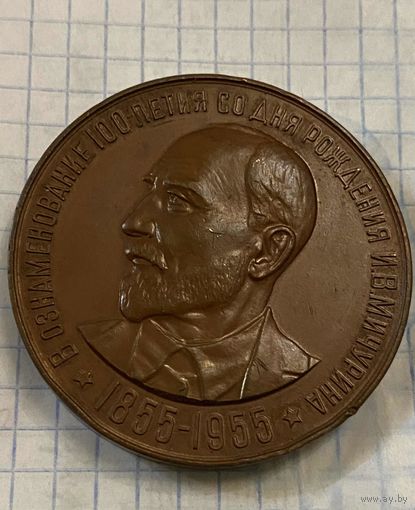 В ОЗНАМЕНОВАНИЕ 100-ЛЕТИЯ СО ДНЯ РОЖДЕНИЯ И.В.МИЧУРИНА
1855-1955
www.ay.by